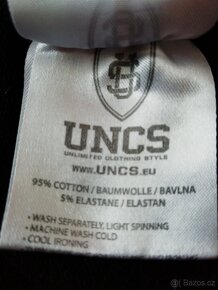 UNCS
UNLIMITED CLOTHING STYLE
www.UNCS.EU
95% COTTON / BAUMWOLLE / BAVLNA
5% ELASTANE / ELASTAN
• WASH SEPARATELY, LIGHT SPINNING
• MACHINE WASH COLD
• COOL IRONING
Bazoš.cz